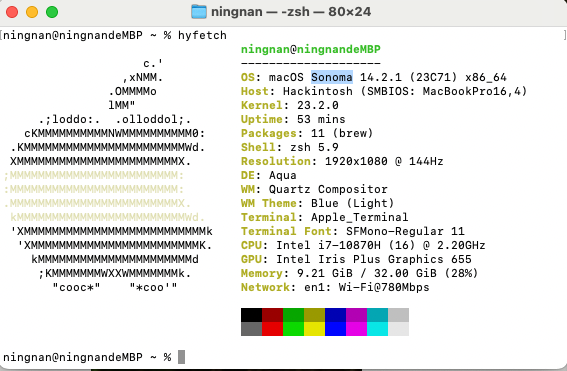 ningnan — -zsh — 80×24
[ningnan@ningnandeMBP ~ % hyfetch ]
ningnan@ningnandeMBP
--------------------
c.'
,xNMM.
.OMMMMo
lMM"
.;loddo:. .olloddol;.
cKMMMMMMMMMMNWMMMMMMMMMM0:
.KMMMMMMMMMMMMMMMMMMMMMMMWd.
XMMMMMMMMMMMMMMMMMMMMMMMX.
;MMMMMMMMMMMMMMMMMMMMMMMM:
:MMMMMMMMMMMMMMMMMMMMMMMM:
.MMMMMMMMMMMMMMMMMMMMMMMMX.
kMMMMMMMMMMMMMMMMMMMMMMMMWd.
'XMMMMMMMMMMMMMMMMMMMMMMMMMMk
'XMMMMMMMMMMMMMMMMMMMMMMMMK.
kMMMMMMMMMMMMMMMMMMMMMMd
;KMMMMMMMWXXWMMMMMMMk.
"cooc*" "*coo'"
OS: macOS Sonoma 14.2.1 (23C71) x86_64
Host: Hackintosh (SMBIOS: MacBookPro16,4)
Kernel: 23.2.0
Uptime: 53 mins
Packages: 11 (brew)
Shell: zsh 5.9
Resolution: 1920x1080 @ 144Hz
DE: Aqua
WM: Quartz Compositor
WM Theme: Blue (Light)
Terminal: Apple_Terminal
Terminal Font: SFMono-Regular 11
CPU: Intel i7-10870H (16) @ 2.20GHz
GPU: Intel Iris Plus Graphics 655
Memory: 9.21 GiB / 32.00 GiB (28%)
Network: en1: Wi-Fi@780Mbps
ningnan@ningnandeMBP ~ %